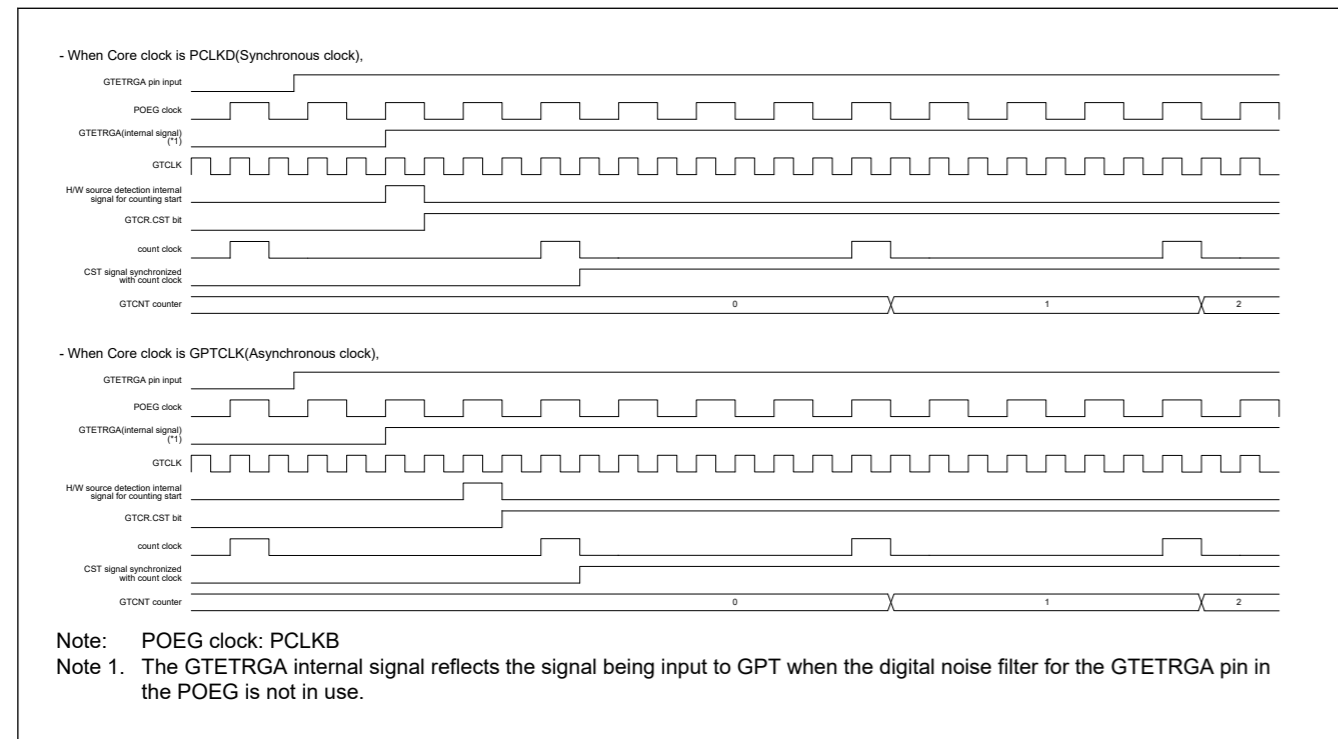 - When Core clock is PCLKD(Synchronous clock),
GTETRGA pin input
POEG clock
GTETRGA(internal signal)
(*1)
GTCLK
H/W source detection internal
signal for counting start
GTCR.CST bit
count clock
CST signal synchronized
with count clock
GTCNT counter
0 1 2
- When Core clock is GPTCLK(Asynchronous clock),
GTETRGA pin input
POEG clock
GTETRGA(internal signal)
(*1)
GTCLK
H/W source detection internal
signal for counting start
GTCR.CST bit
count clock
CST signal synchronized
with count clock
GTCNT counter
0 1 2
Note: POEG clock: PCLKB
Note 1. The GTETRGA internal signal reflects the signal being input to GPT when the digital noise filter for the GTETRGA pin in
the POEG is not in use.